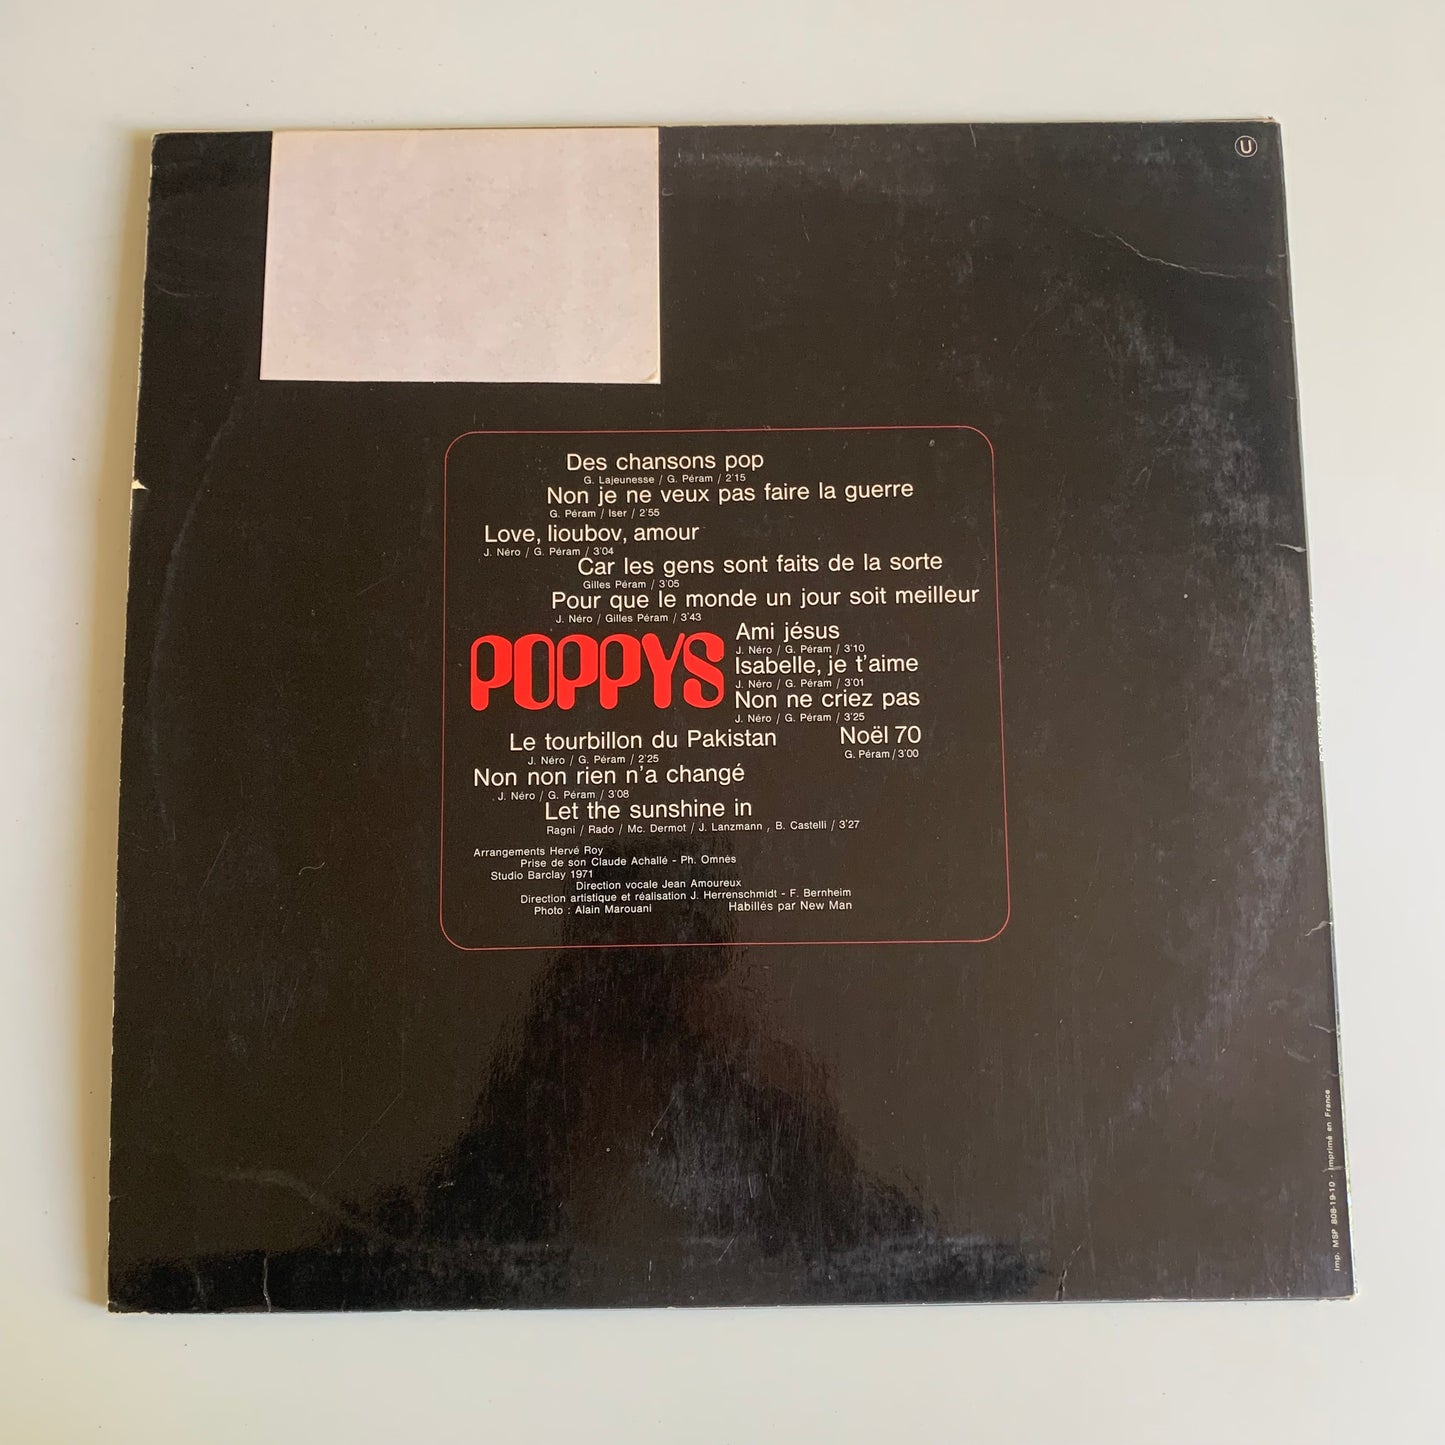 U
Des chansons pop
G. Lajeunesse / G. Péram / 2'15
Non je ne veux pas faire la guerre
G. Péram / Iser / 2'55
Love, lioubov, amour
J. Néro / G. Péram / 3'04
Car les gens sont faits de la sorte
Gilles Péram / 3'05
Pour que le monde un jour soit meilleur
J. Néro / Gilles Péram / 3'43
POPPYS
Ami jésus
J. Néro / G. Péram / 3'10
Isabelle, je t'aime
J. Néro / G. Péram / 3'01
Non ne criez pas
J. Néro / G. Péram / 3'25
Le tourbillon du Pakistan
J. Néro / G. Péram / 2'25
Noël 70
G. Péram / 3'00
Non non rien n'a changé
J. Néro / G. Péram / 3'08
Let the sunshine in
Ragni / Rado / Mc. Dermot / J. Lanzmann , B. Castelli / 3'27
Arrangements Hervé Roy
Prise de son Claude Achallé - Ph. Omnès
Studio Barclay 1971
Direction vocale Jean Amoureux
Direction artistique et réalisation J. Herrenschmidt - F. Bernheim
Photo : Alain Marouani Habillés par New Man
Imp. MSP 808-19-10 - Imprimé en France